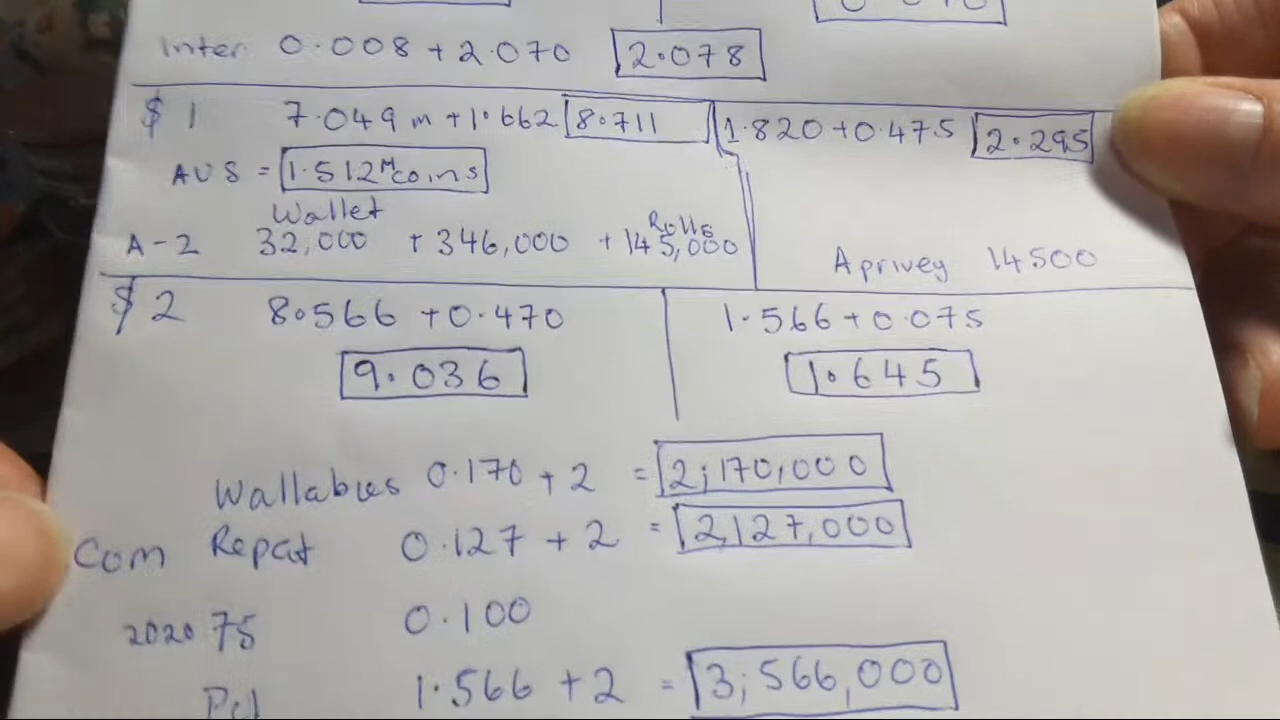 Inter 0.008 + 2.070 2.078
$1 7.049 m + 1.662 8.711 1.820 + 0.475 2.295
AUS = 1.512 M coins
Wallet Rolls
A-2 32,000 + 346,000 + 145,000 Aprivey 14500
$2 8.566 + 0.470 1.566 + 0.075
9.036 1.645
Wallabies 0.170 + 2 = 2,170,000
Com Repat 0.127 + 2 = 2,127,000
2020 75 0.100
1.566 + 2 = 3,566,000